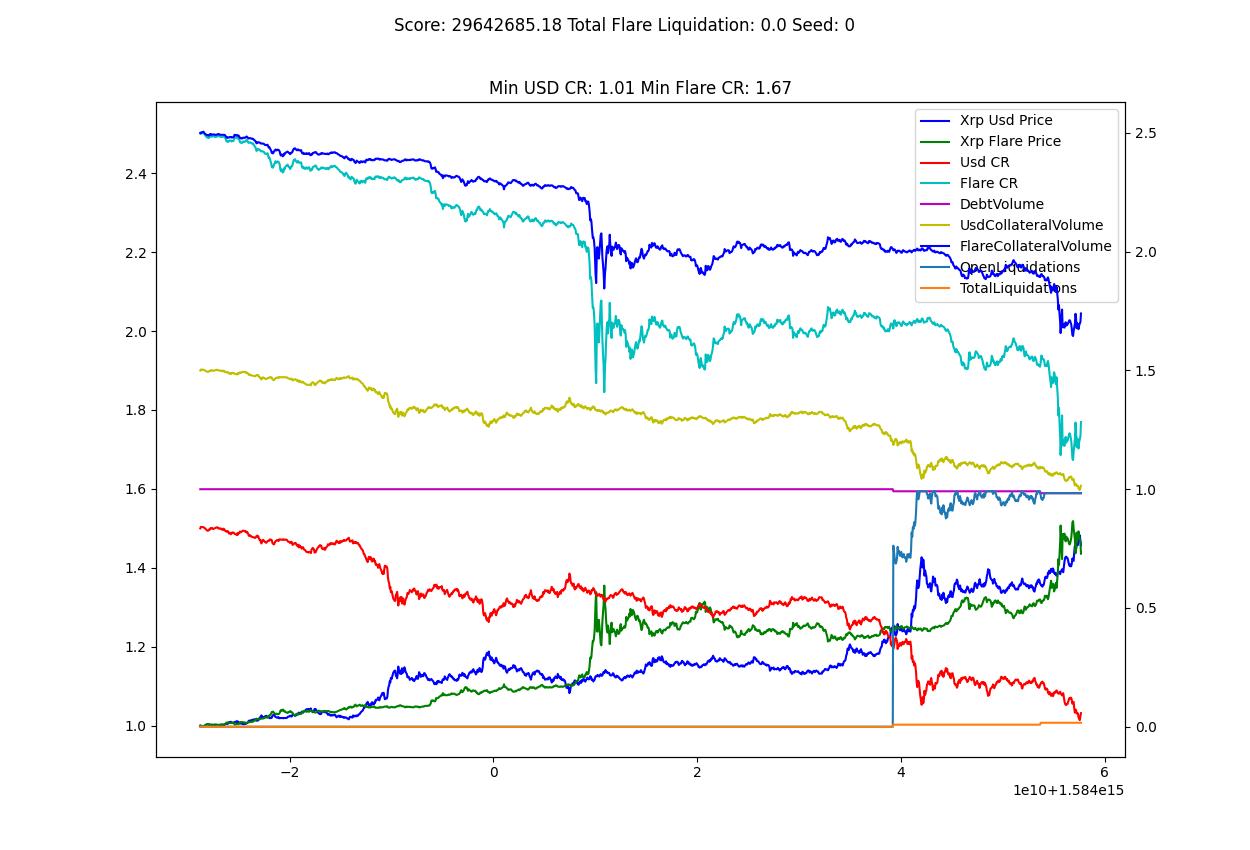 Score: 29642685.18 Total Flare Liquidation: 0.0 Seed: 0
Min USD CR: 1.01 Min Flare CR: 1.67
Xrp Usd Price
Xrp Flare Price
Usd CR
Flare CR
DebtVolume
UsdCollateralVolume
FlareCollateralVolume
OpenLiquidations
TotalLiquidations
2.4
2.2
2.0
1.8
1.6
1.4
1.2
1.0
2.5
2.0
1.5
1.0
0.5
0.0
−2 0 2 4 6
1e10+1.584e15